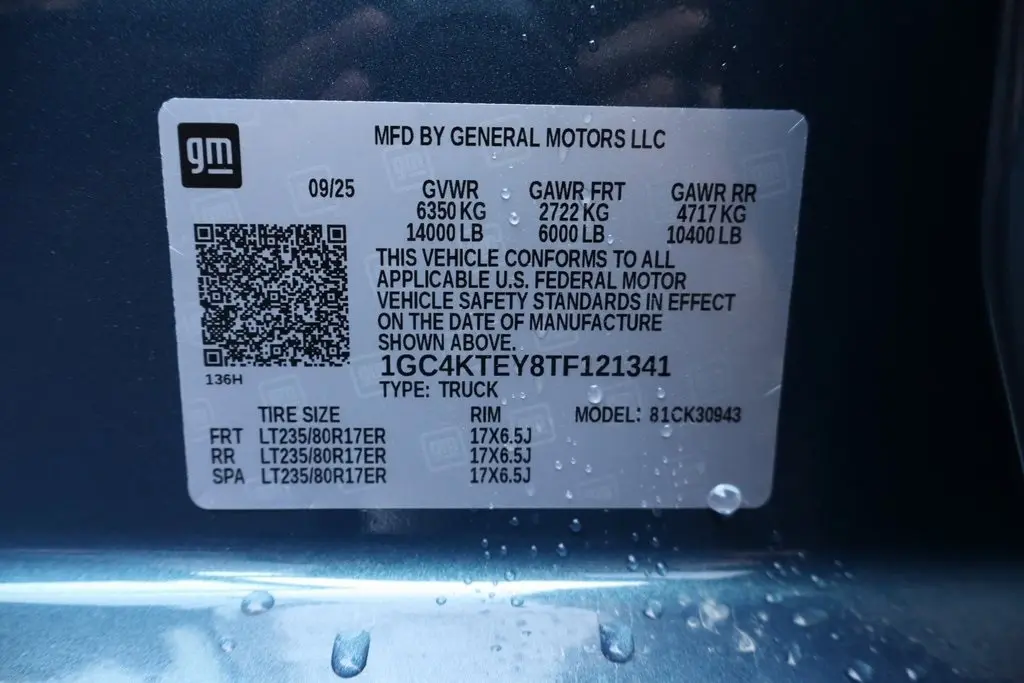 gm
MFD BY GENERAL MOTORS LLC
09/25 GVWR GAWR FRT GAWR RR
6350 KG 2722 KG 4717 KG
14000 LB 6000 LB 10400 LB
THIS VEHICLE CONFORMS TO ALL
APPLICABLE U.S. FEDERAL MOTOR
VEHICLE SAFETY STANDARDS IN EFFECT
ON THE DATE OF MANUFACTURE
SHOWN ABOVE.
1GC4KTEY8TF121341
136H
TYPE: TRUCK
TIRE SIZE RIM MODEL: 81CK30943
FRT LT235/80R17ER 17X6.5J
RR LT235/80R17ER 17X6.5J
SPA LT235/80R17ER 17X6.5J